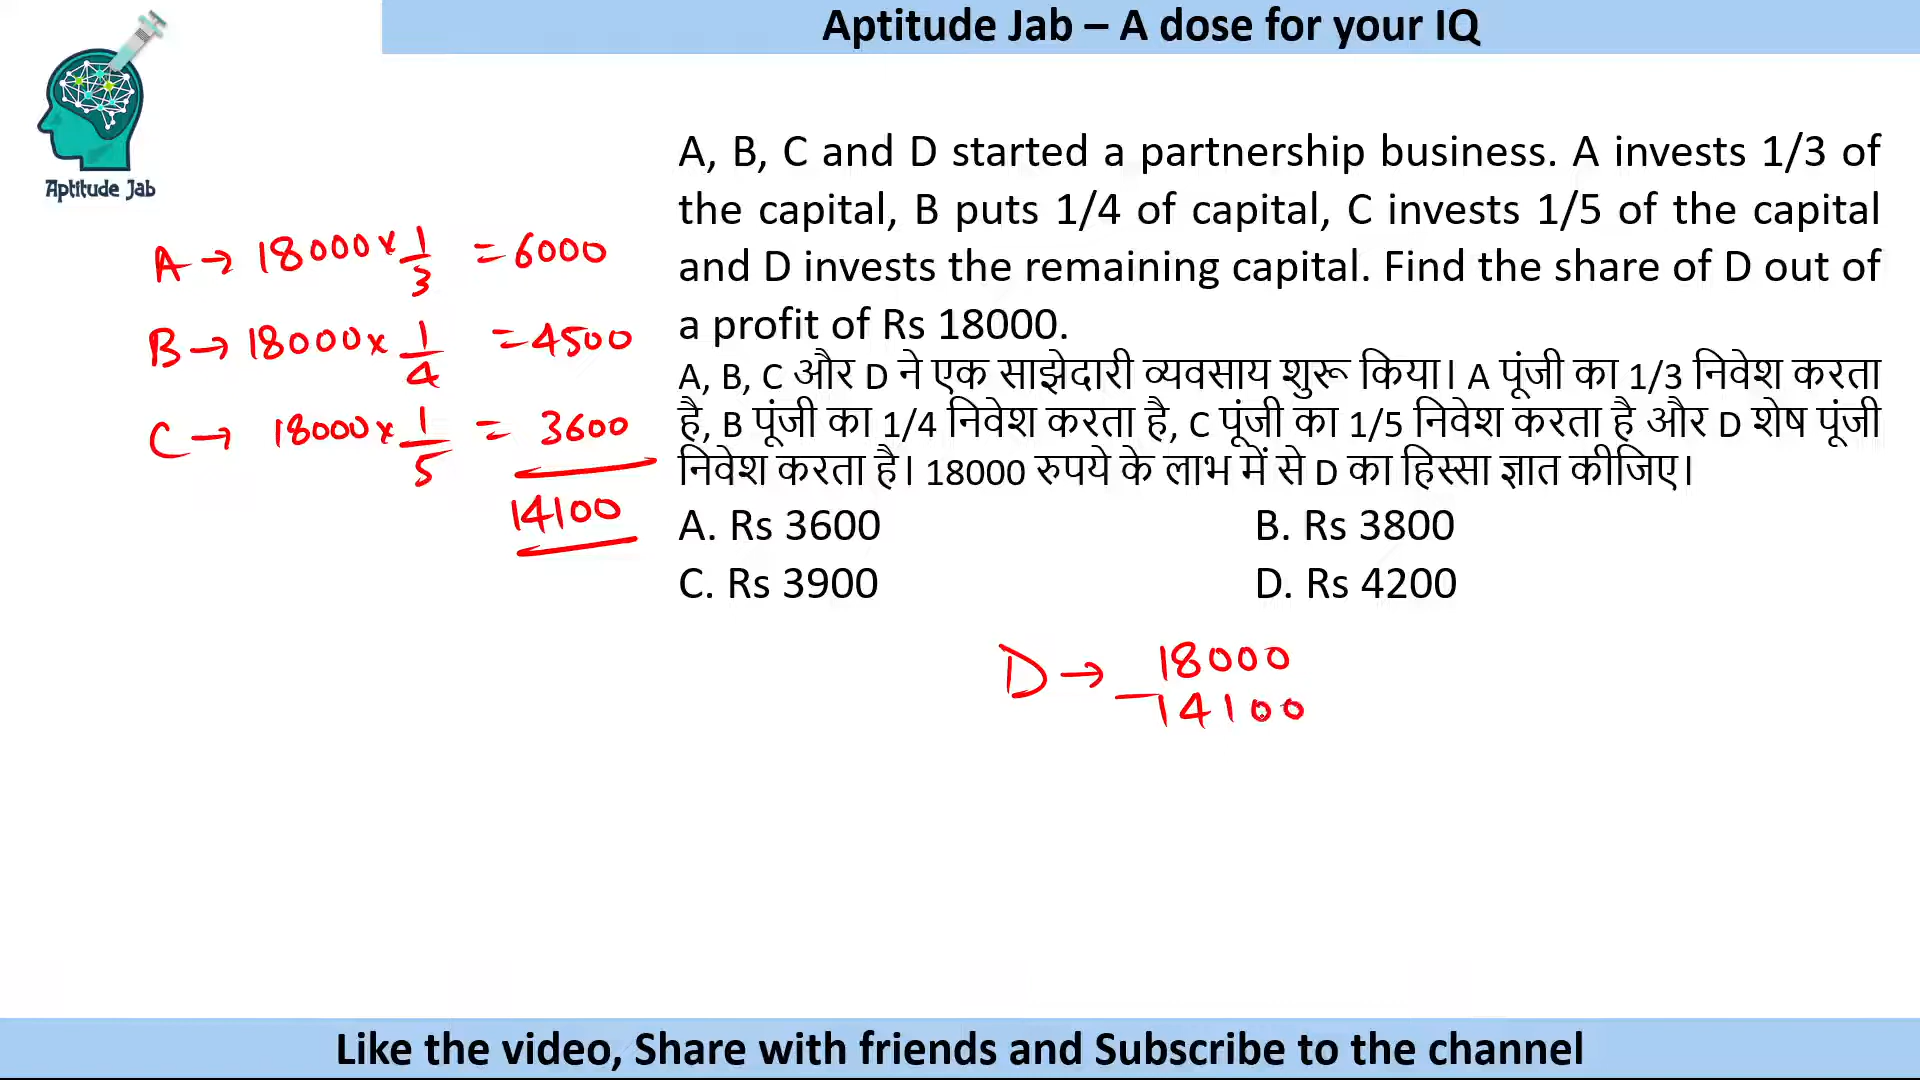 Aptitude Jab – A dose for your IQ
Aptitude Jab
A, B, C and D started a partnership business. A invests 1/3 of
the capital, B puts 1/4 of capital, C invests 1/5 of the capital
and D invests the remaining capital. Find the share of D out of
a profit of Rs 18000.
A, B, C और D ने एक साझेदारी व्यवसाय शुरू किया। A पूंजी का 1/3 निवेश करता
है, B पूंजी का 1/4 निवेश करता है, C पूंजी का 1/5 निवेश करता है और D शेष पूंजी
निवेश करता है। 18000 रुपये के लाभ में से D का हिस्सा ज्ञात कीजिए।
A. Rs 3600 B. Rs 3800
C. Rs 3900 D. Rs 4200
A → 18000 × 1/3 = 6000
B → 18000 × 1/4 = 4500
C → 18000 × 1/5 = 3600
14100
D → 18000
– 14100
Like the video, Share with friends and Subscribe to the channel